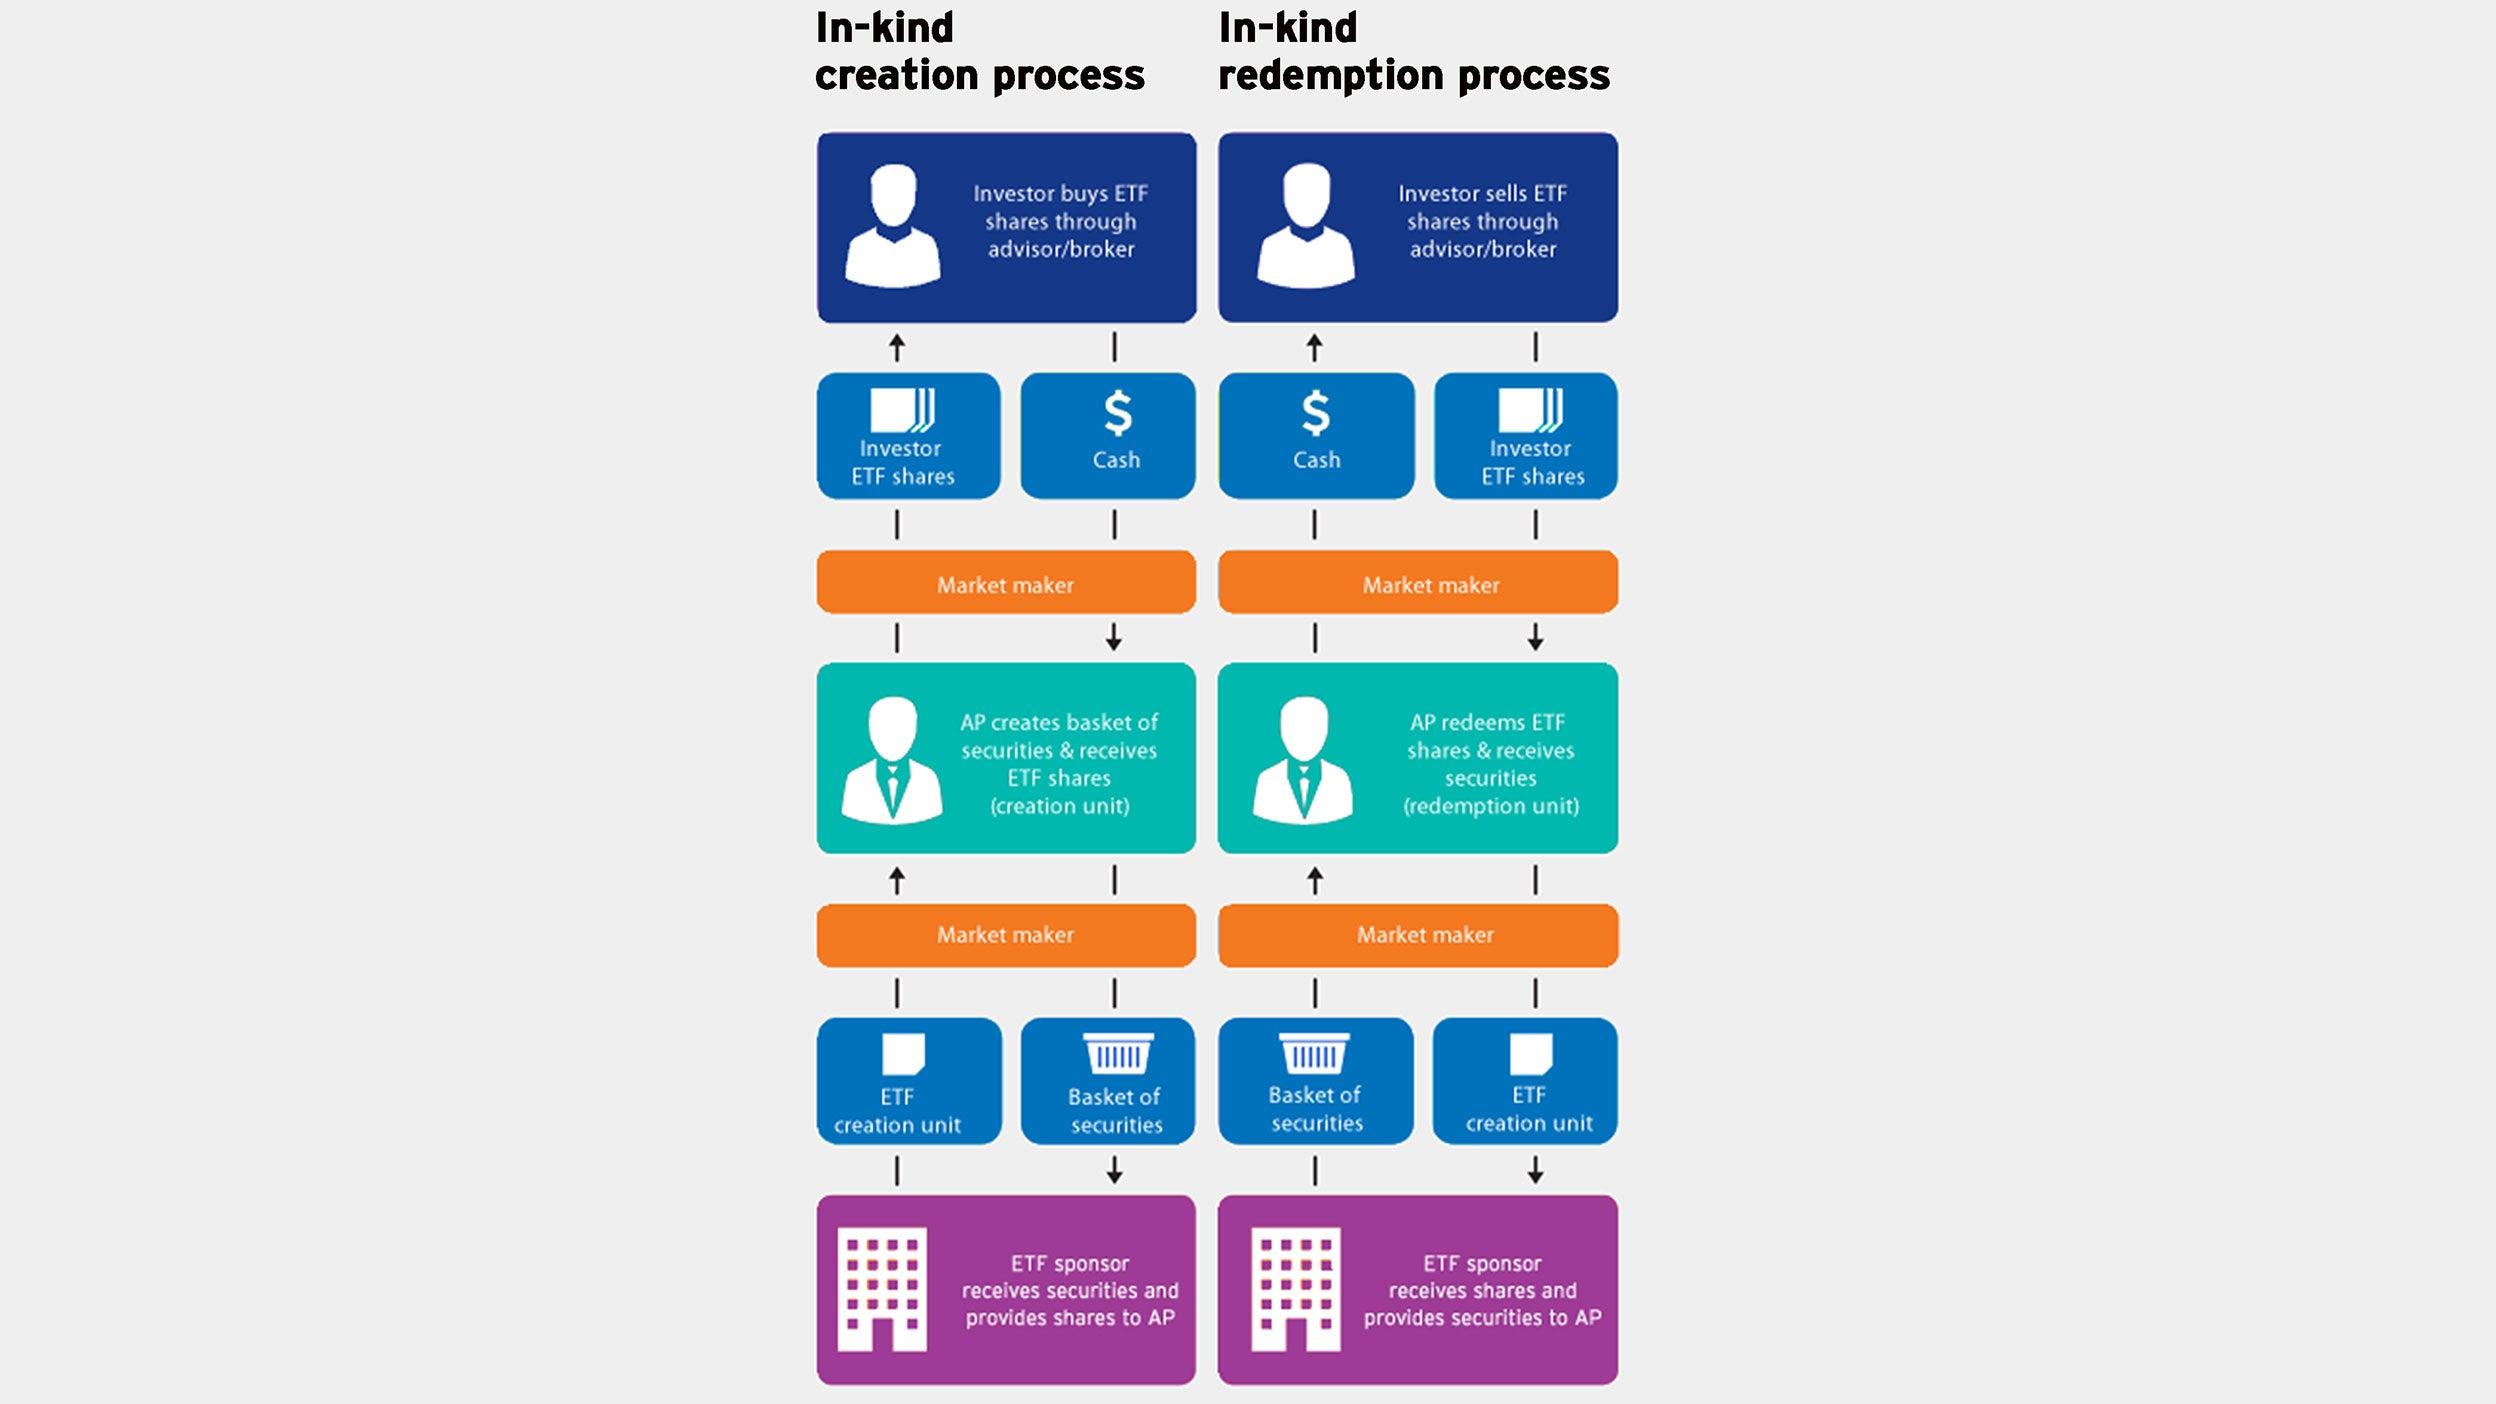 In-kind
creation process
Investor buys ETF
shares through
advisor/broker
Investor
ETF shares
$
Cash
Market maker
AP creates basket of
securities & receives
ETF shares
(creation unit)
Market maker
ETF
creation unit
Basket of
securities
ETF sponsor
receives securities and
provides shares to AP
In-kind
redemption process
Investor sells ETF
shares through
advisor/broker
$
Cash
Investor
ETF shares
Market maker
AP redeems ETF
shares & receives
securities
(redemption unit)
Market maker
Basket of
securities
ETF
creation unit
ETF sponsor
receives shares and
provides securities to AP